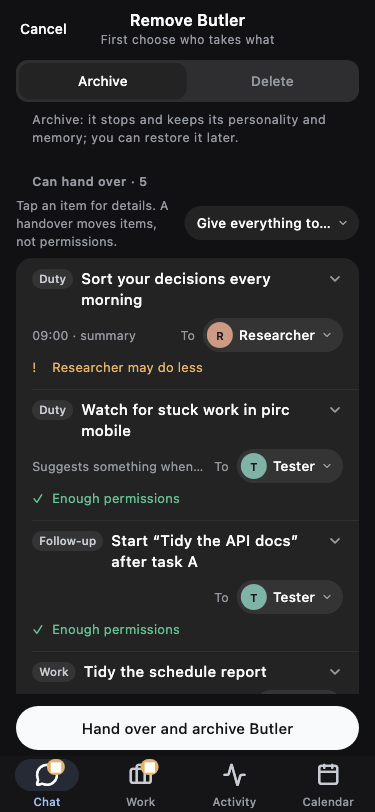 Cancel
Remove Butler
First choose who takes what
Archive
Delete
Archive: it stops and keeps its personality and
memory; you can restore it later.
Can hand over · 5
Tap an item for details. A
handover moves items,
not permissions.
Give everything to...
Duty
Sort your decisions every
morning
09:00 · summary
To
R
Researcher
! Researcher may do less
Duty
Watch for stuck work in pirc
mobile
Suggests something when...
To
T
Tester
✓ Enough permissions
Follow-up
Start “Tidy the API docs”
after task A
To
T
Tester
✓ Enough permissions
Work
Tidy the schedule report
Hand over and archive Butler
Chat
Work
Activity
Calendar